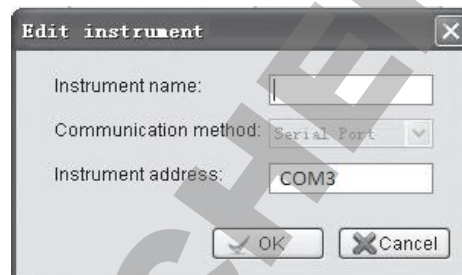 Edit instrument
Instrument name:
Communication method: Serial Port
Instrument address: COM3
OK Cancel